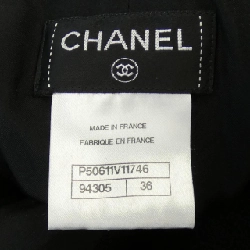 CHANEL
MADE IN FRANCE
FABRIQUE EN FRANCE
P50611V11746
94305 36